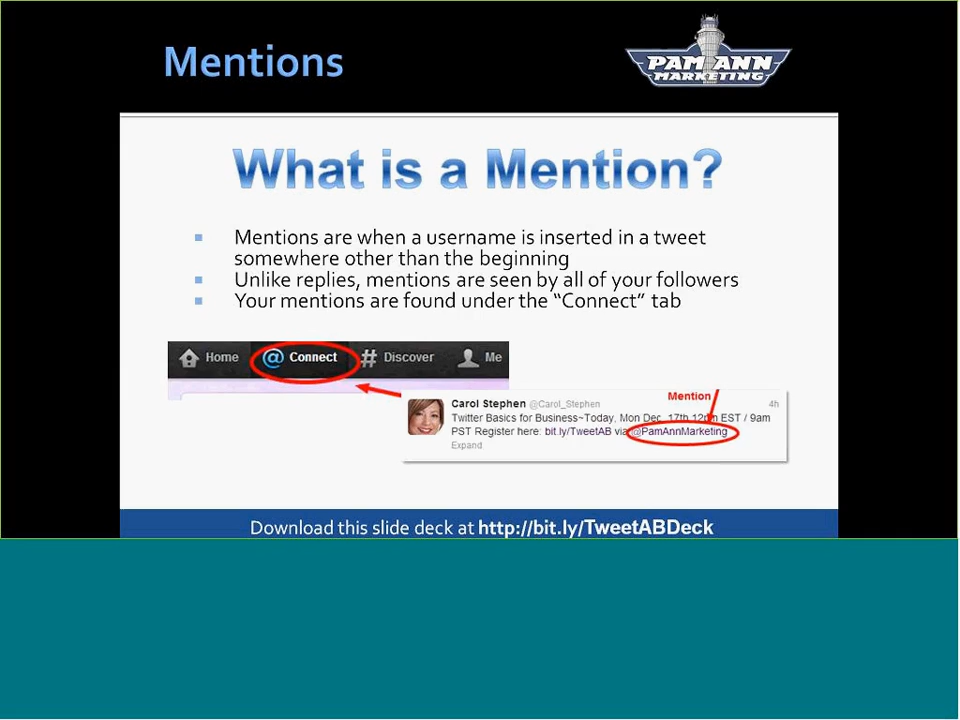 Mentions
PAM ANN
MARKETING
What is a Mention?
Mentions are when a username is inserted in a tweet
somewhere other than the beginning
Unlike replies, mentions are seen by all of your followers
Your mentions are found under the “Connect” tab
Home @ Connect # Discover Me
Mention
Carol Stephen @Carol_Stephen 4h
Twitter Basics for Business~Today, Mon Dec. 17th 12pm EST / 9am
PST Register here: bit.ly/TweetAB via @PamAnnMarketing
Expand
Download this slide deck at http://bit.ly/TweetABDeck